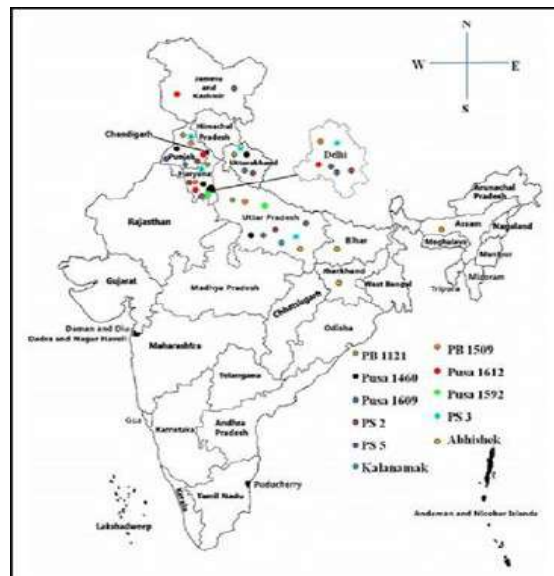 N
W E
S
Jammu
and
Kashmir
Himachal
Pradesh
Chandigarh
Punjab
Uttarakhand
Haryana
Delhi
Arunachal
Pradesh
Rajasthan
Uttar Pradesh
Assam
Nagaland
Bihar
Meghalaya
Manipur
Jharkhand
Gujarat
Madhya Pradesh
West Bengal
Tripura
Mizoram
Chhattisgarh
Daman and Diu
Dadra and Nagar Haveli
Odisha
Maharashtra
Telangana
PB 1121
PB 1509
Pusa 1460
Pusa 1612
Pusa 1609
Pusa 1592
PS 2
PS 3
PS 5
Abhishek
Kalanamak
Goa
Karnataka
Andhra
Pradesh
Puducherry
Tamil Nadu
Kerala
Lakshadweep
Andaman and Nicobar Islands